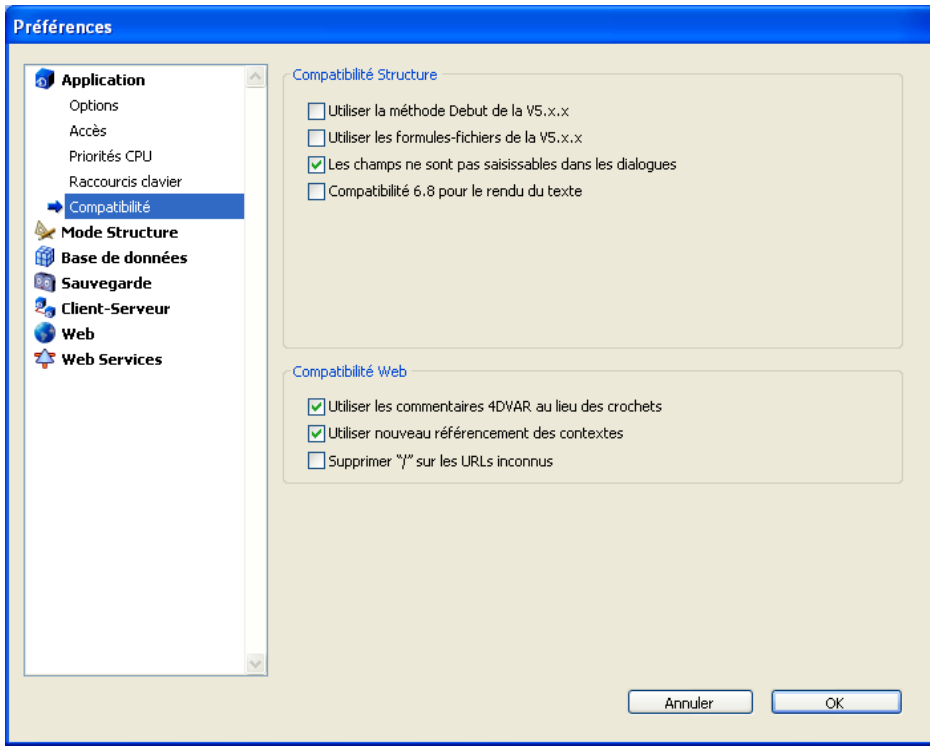 Préférences
Application
Options
Accès
Priorités CPU
Raccourcis clavier
Compatibilité
Mode Structure
Base de données
Sauvegarde
Client-Serveur
Web
Web Services
Compatibilité Structure
Utiliser la méthode Debut de la V5.x.x
Utiliser les formules-fichiers de la V5.x.x
Les champs ne sont pas saisissables dans les dialogues
Compatibilité 6.8 pour le rendu du texte
Compatibilité Web
Utiliser les commentaires 4DVAR au lieu des crochets
Utiliser nouveau référencement des contextes
Supprimer “/” sur les URLs inconnus
Annuler
OK